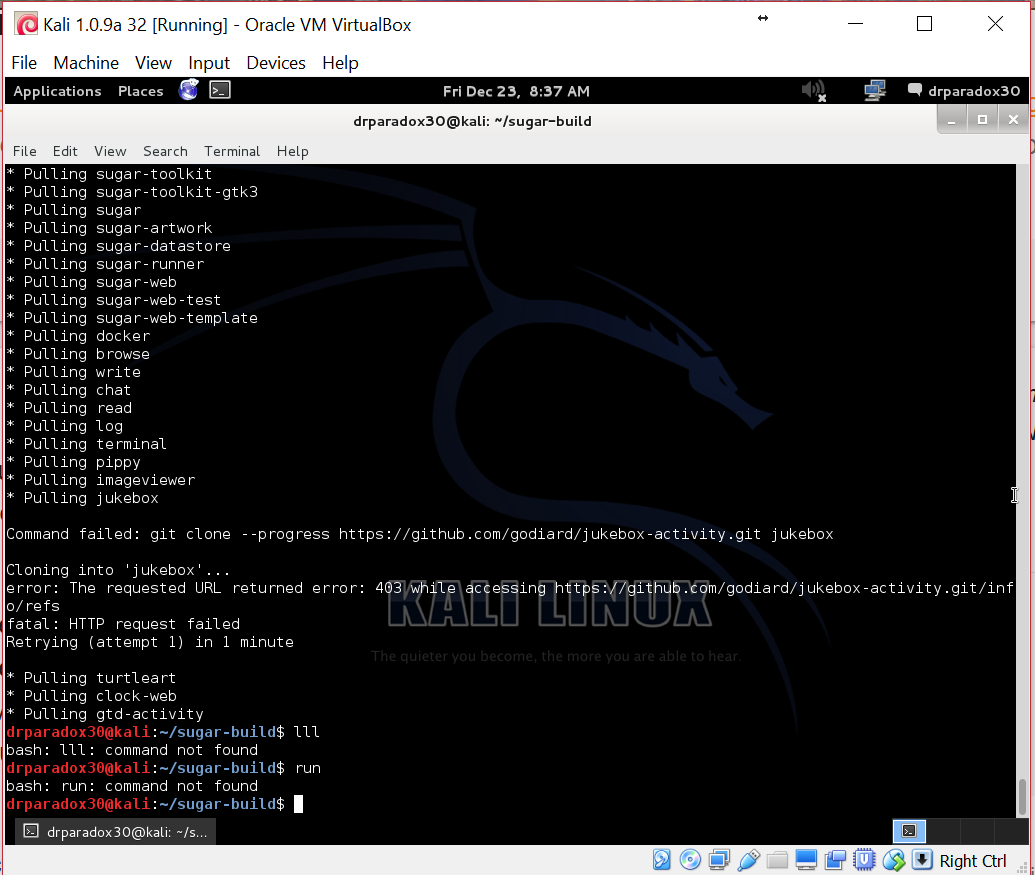 Kali 1.0.9a 32 [Running] - Oracle VM VirtualBox
File Machine View Input Devices Help
Applications Places Fri Dec 23, 8:37 AM drparadox30
drparadox30@kali: ~/sugar-build
File Edit View Search Terminal Help
* Pulling sugar-toolkit
* Pulling sugar-toolkit-gtk3
* Pulling sugar
* Pulling sugar-artwork
* Pulling sugar-datastore
* Pulling sugar-runner
* Pulling sugar-web
* Pulling sugar-web-test
* Pulling sugar-web-template
* Pulling docker
* Pulling browse
* Pulling write
* Pulling chat
* Pulling read
* Pulling log
* Pulling terminal
* Pulling pippy
* Pulling imageviewer
* Pulling jukebox
Command failed: git clone --progress https://github.com/godiard/jukebox-activity.git jukebox
Cloning into 'jukebox'...
error: The requested URL returned error: 403 while accessing https://github.com/godiard/jukebox-activity.git/inf
o/refs
KALI LINUX
fatal: HTTP request failed
Retrying (attempt 1) in 1 minute
The quieter you become, the more you are able to hear.
* Pulling turtleart
* Pulling clock-web
* Pulling gtd-activity
drparadox30@kali:~/sugar-build$ lll
bash: lll: command not found
drparadox30@kali:~/sugar-build$ run
bash: run: command not found
drparadox30@kali:~/sugar-build$
drparadox30@kali: ~/s...
Right Ctrl